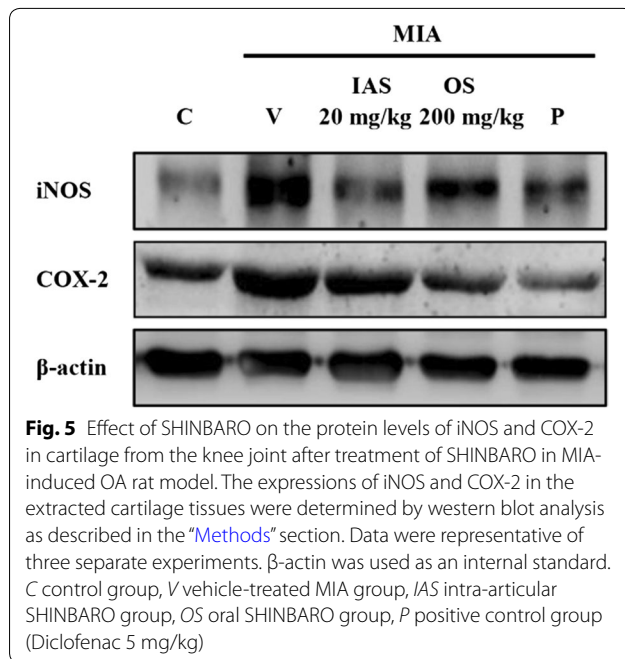 MIA
IAS OS
C V 20 mg/kg 200 mg/kg P
iNOS
COX-2
β-actin
Fig. 5 Effect of SHINBARO on the protein levels of iNOS and COX-2
in cartilage from the knee joint after treatment of SHINBARO in MIA-
induced OA rat model. The expressions of iNOS and COX-2 in the
extracted cartilage tissues were determined by western blot analysis
as described in the “Methods” section. Data were representative of
three separate experiments. β-actin was used as an internal standard.
C control group, V vehicle-treated MIA group, IAS intra-articular
SHINBARO group, OS oral SHINBARO group, P positive control group
(Diclofenac 5 mg/kg)